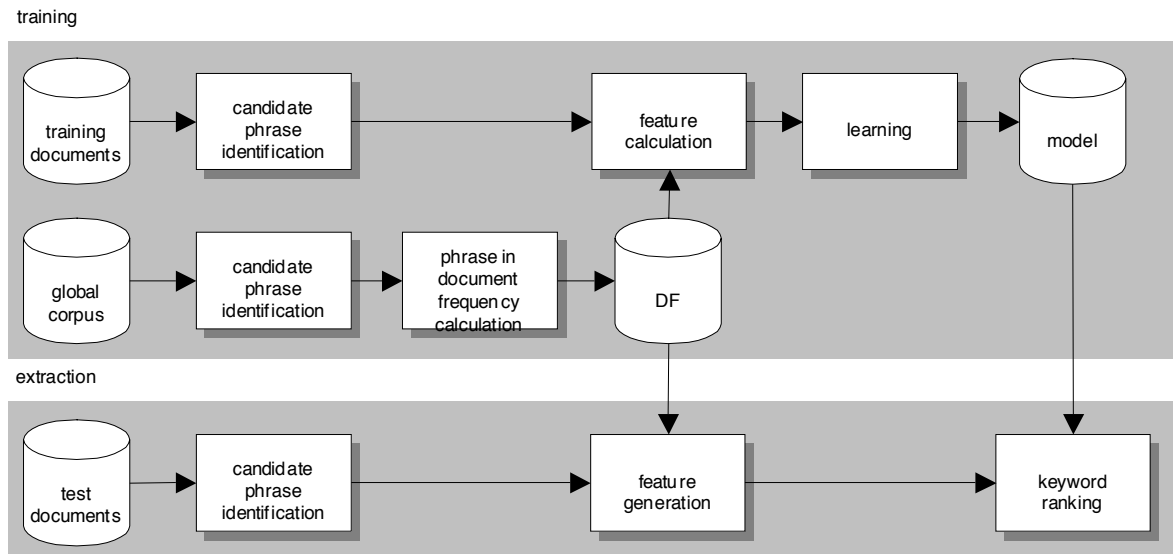 training
training
documents
candidate
phrase
identification
feature
calculation
learning
model
global
corpus
candidate
phrase
identification
phrase in
document
frequency
calculation
DF
extraction
test
documents
candidate
phrase
identification
feature
generation
keyword
ranking